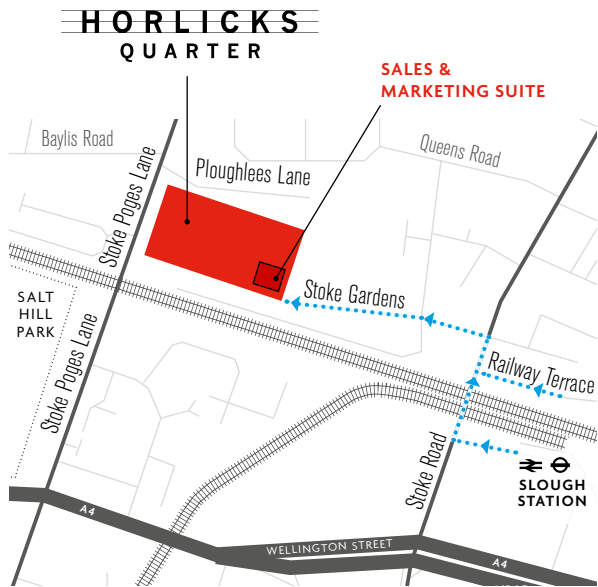 HORLICKS
QUARTER
SALES &
MARKETING SUITE
Baylis Road
Queens Road
Ploughlees Lane
Stoke Poges Lane
Stoke Gardens
SALT
HILL
PARK
Stoke Poges Lane
Railway Terrace
Stoke Road
SLOUGH
STATION
A4
WELLINGTON STREET
A4